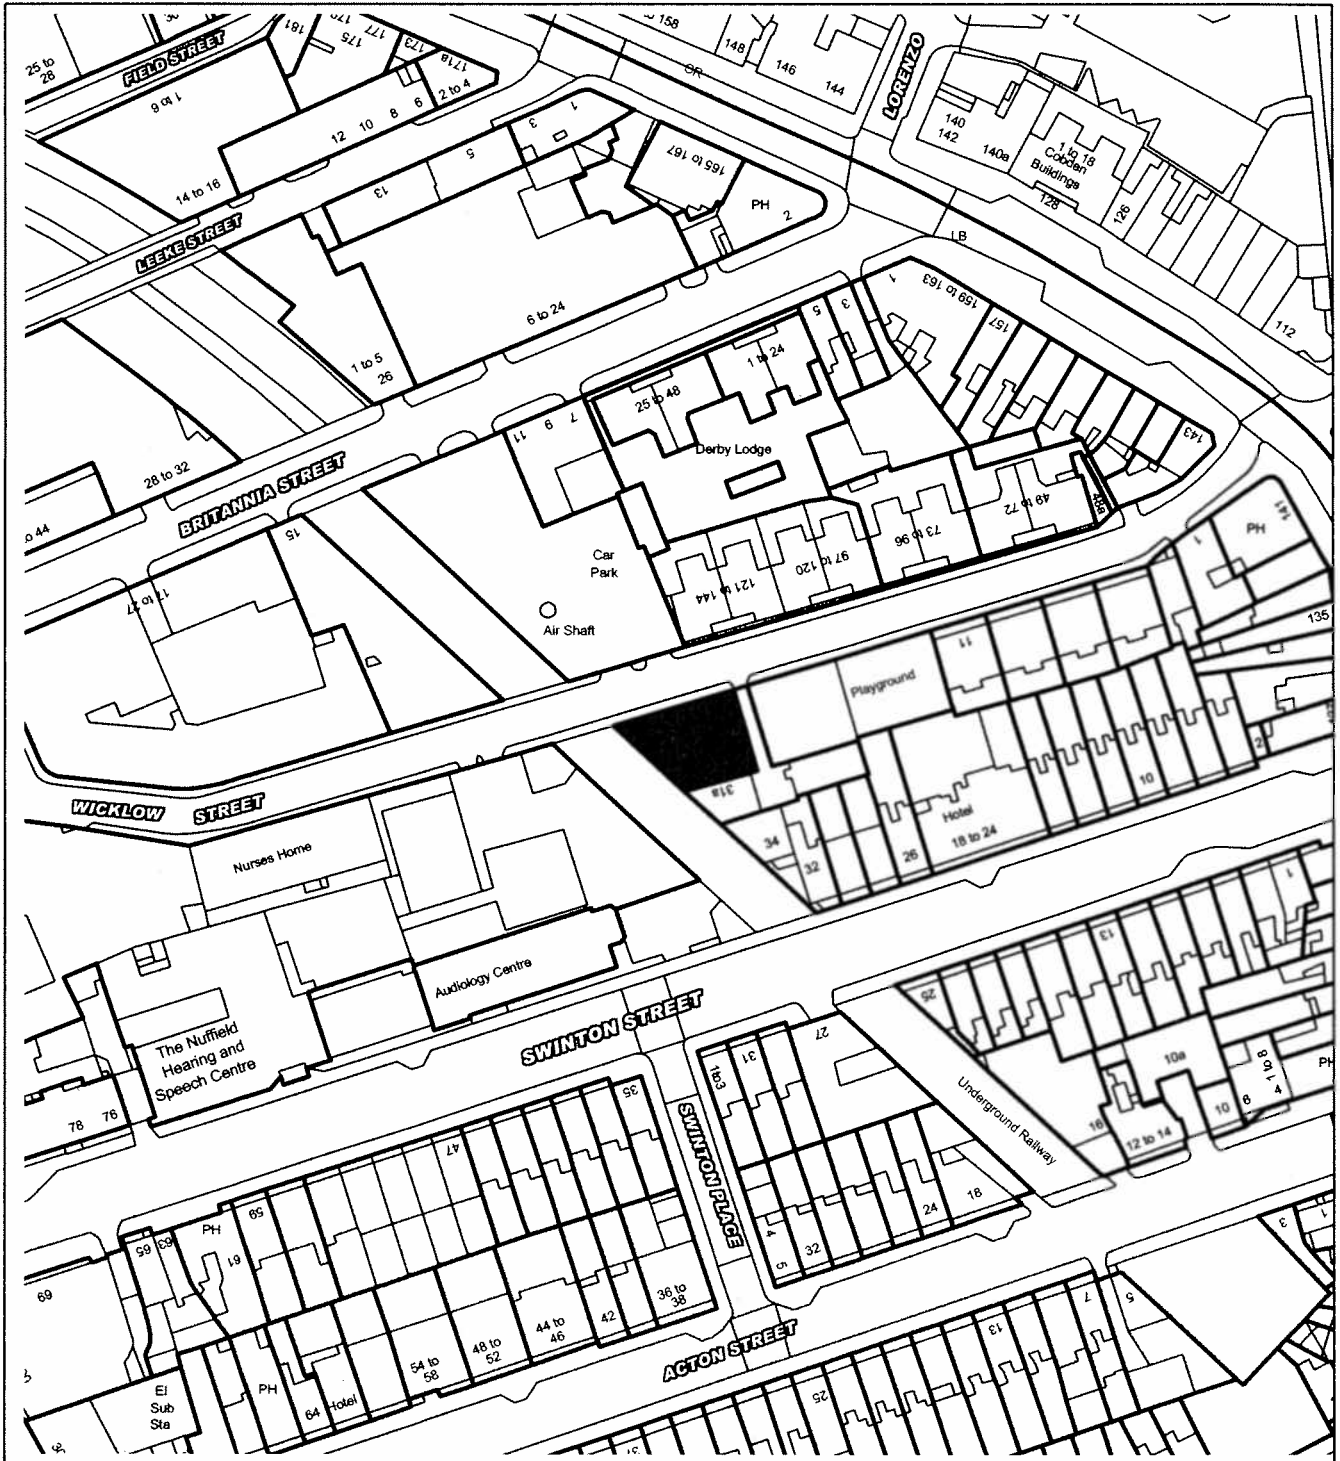 158
148
146
144
LORENZO
25 to
28
FIELD STREET
181
175
177
173
171a
2 to 4
1 to 6
12 10 8 6
14 to 16
1
3
5
13
LEEKE STREET
165 to 167
PH
2
140
142
140a
1 to 18
Cobden
Buildings
128
126
112
LB
6 to 24
1 to 5
26
1
159 to 163
157
5
3
1 to 24
25 to 48
7
9
11
Derby Lodge
143
28 to 32
BRITANNIA STREET
49 to 72
48a
73 to 96
97 to 120
121 to 144
15
17 to 27
Car
Park
Air Shaft
141
PH
1
135
11
Playground
31a
2
10
Hotel
18 to 24
34
32
26
WICKLOW STREET
Nurses Home
Audiology Centre
The Nuffield
Hearing and
Speech Centre
SWINTON STREET
1
13
25
27
31
1to3
10a
1 to 8
PH
6
4
10
16
12 to 14
Underground Railway
78
76
35
47
SWINTON PLACE
59
PH
61
63
65
69
4
5
32
24
18
36 to
38
42
44 to
46
48 to
52
54 to
58
Hotel
64
PH
El
Sub
Sta
ACTON STREET
1
3
5
7
13
25
37